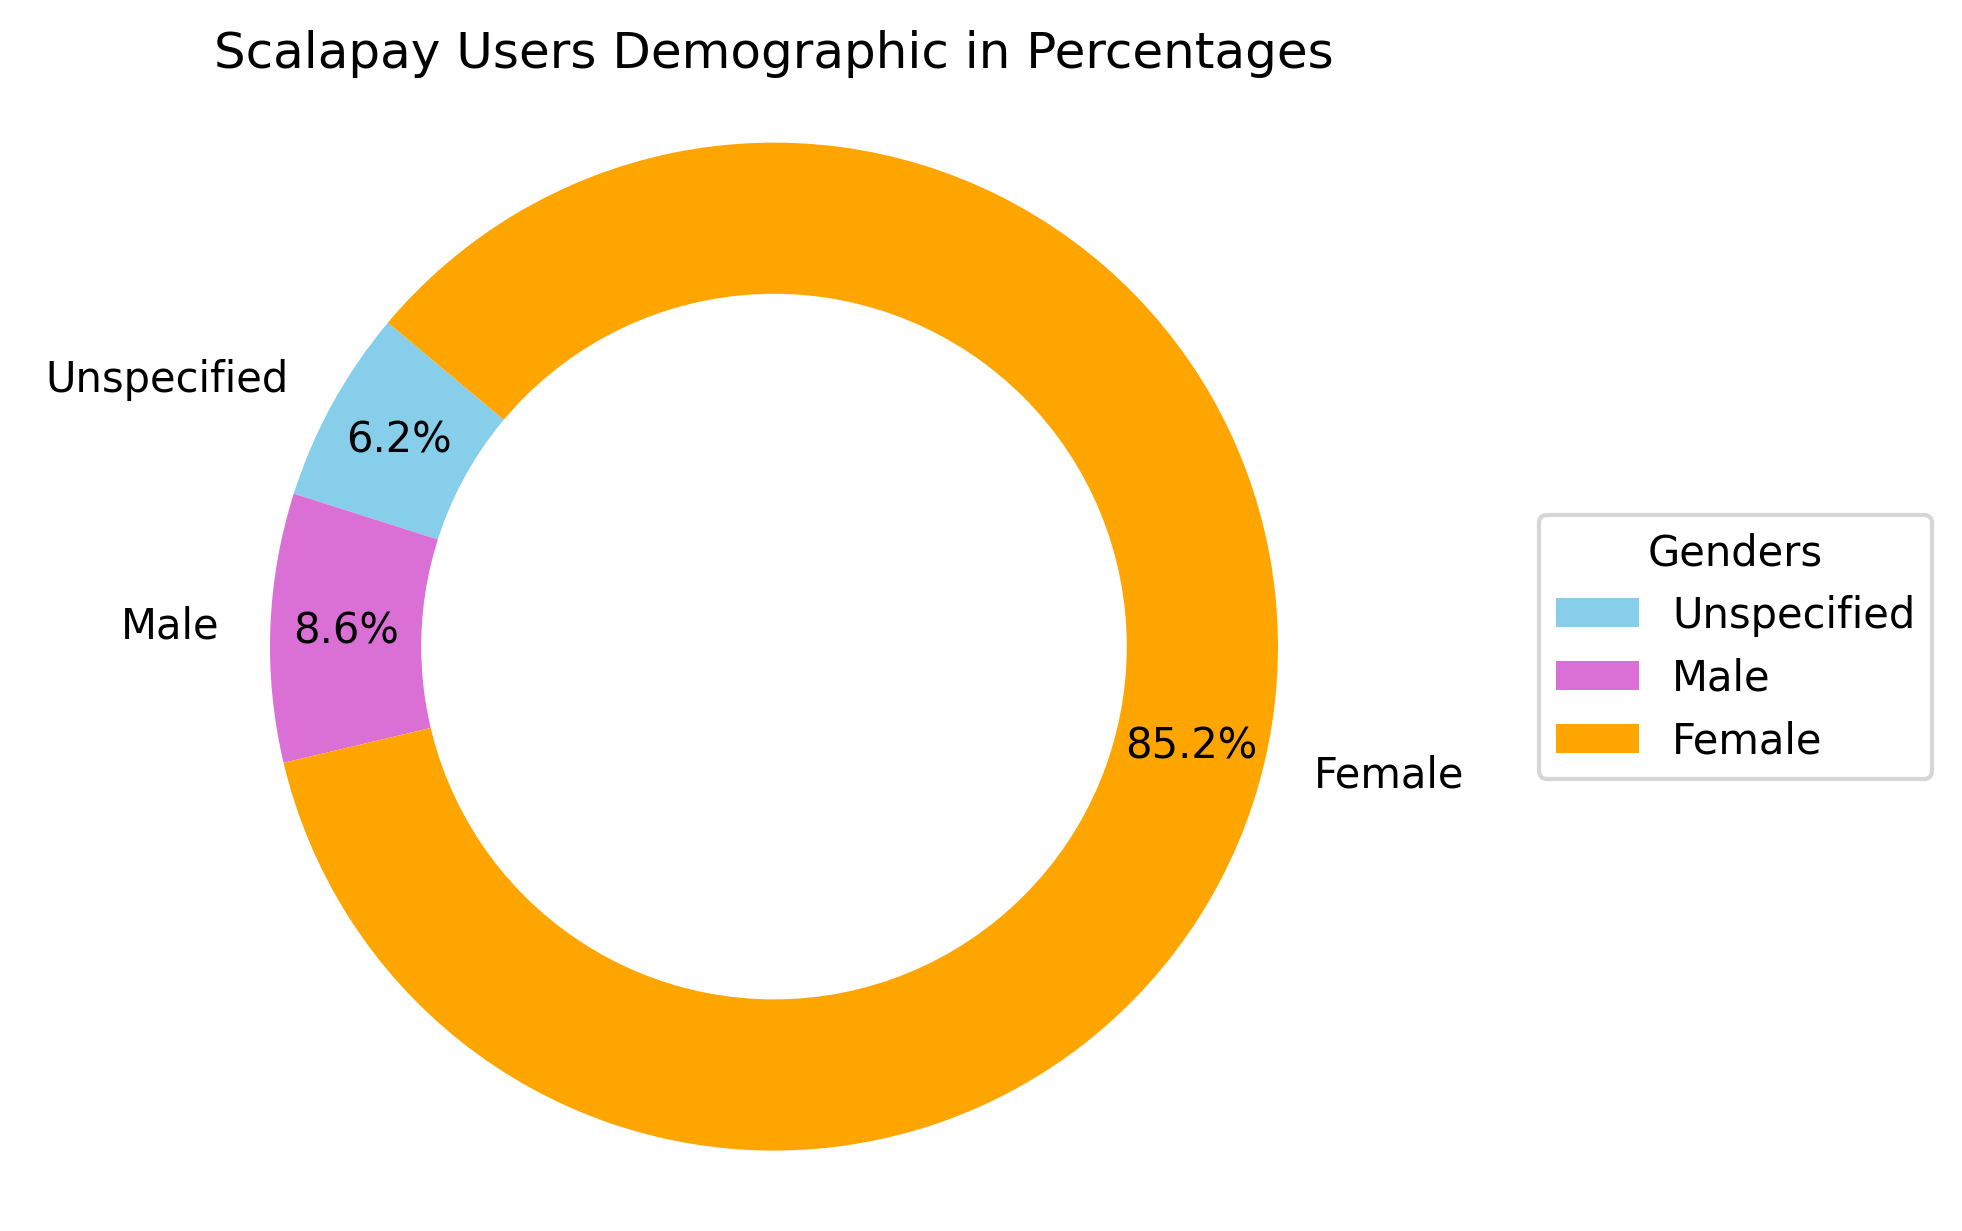 Scalapay Users Demographic in Percentages
Unspecified
6.2%
Male
8.6%
85.2%
Female
Genders
Unspecified
Male
Female